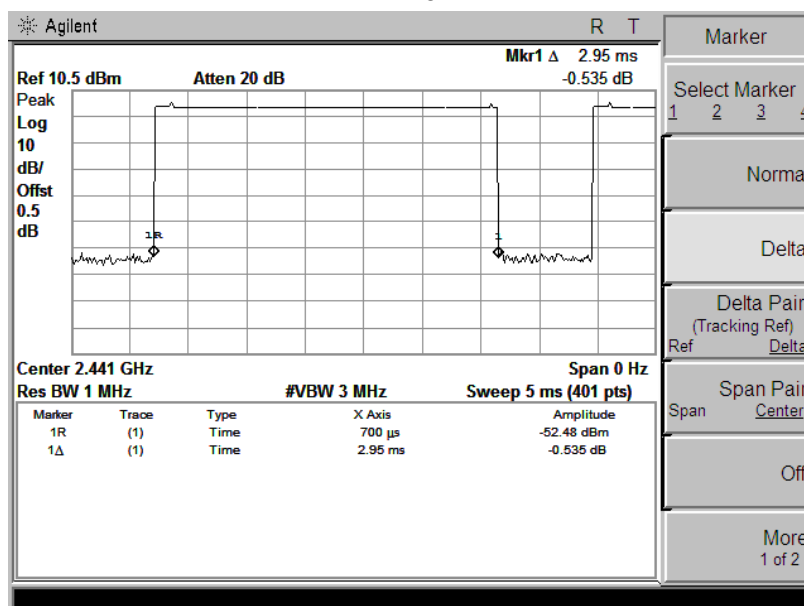 Agilent R T
Mkr1 Δ 2.95 ms
Ref 10.5 dBm Atten 20 dB -0.535 dB
Peak
Log
10
dB/
Offst
0.5
dB
1R
1
Center 2.441 GHz Span 0 Hz
Res BW 1 MHz #VBW 3 MHz Sweep 5 ms (401 pts)
Marker Trace Type X Axis Amplitude
1R (1) Time 700 μs -52.48 dBm
1Δ (1) Time 2.95 ms -0.535 dB
Marker
Select Marker
1 2 3 4
Norma
Delta
Delta Pair
(Tracking Ref)
Ref Delta
Span Pair
Span Center
Off
More
1 of 2